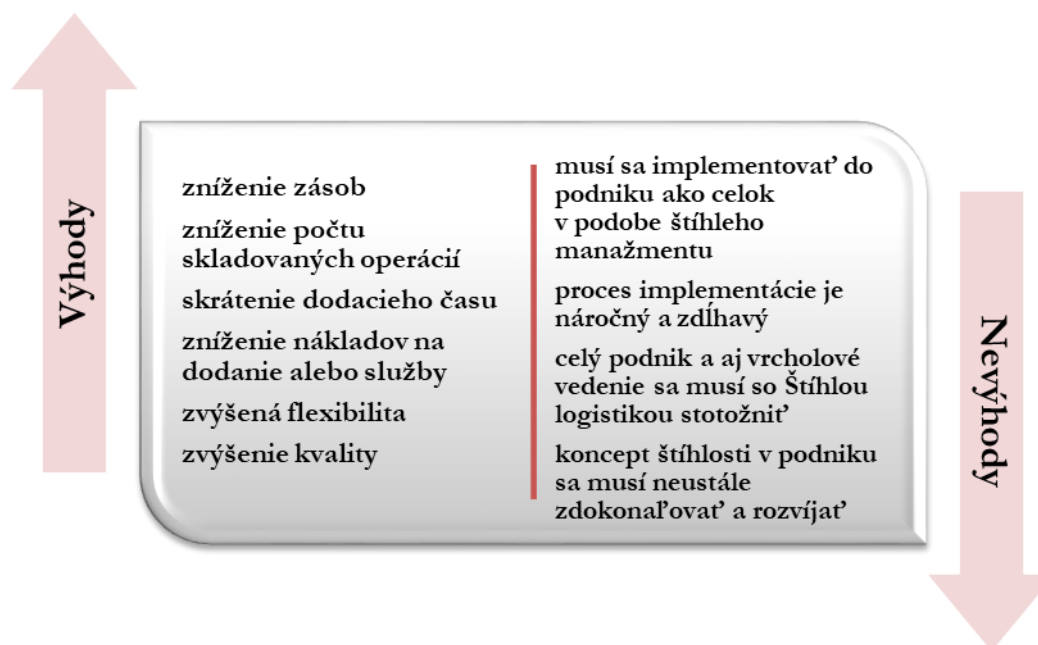 Výhody
zníženie zásob
zníženie počtu
skladovaných operácií
skrátenie dodacieho času
zníženie nákladov na
dodanie alebo služby
zvýšená flexibilita
zvýšenie kvality
musí sa implementovať do
podniku ako celok
v podobe štíhleho
manažmentu
proces implementácie je
náročný a zdĺhavý
celý podnik a aj vrcholové
vedenie sa musí so Štíhlou
logistikou stotožniť
koncept štíhlosti v podniku
sa musí neustále
zdokonaľovať a rozvíjať
Nevýhody